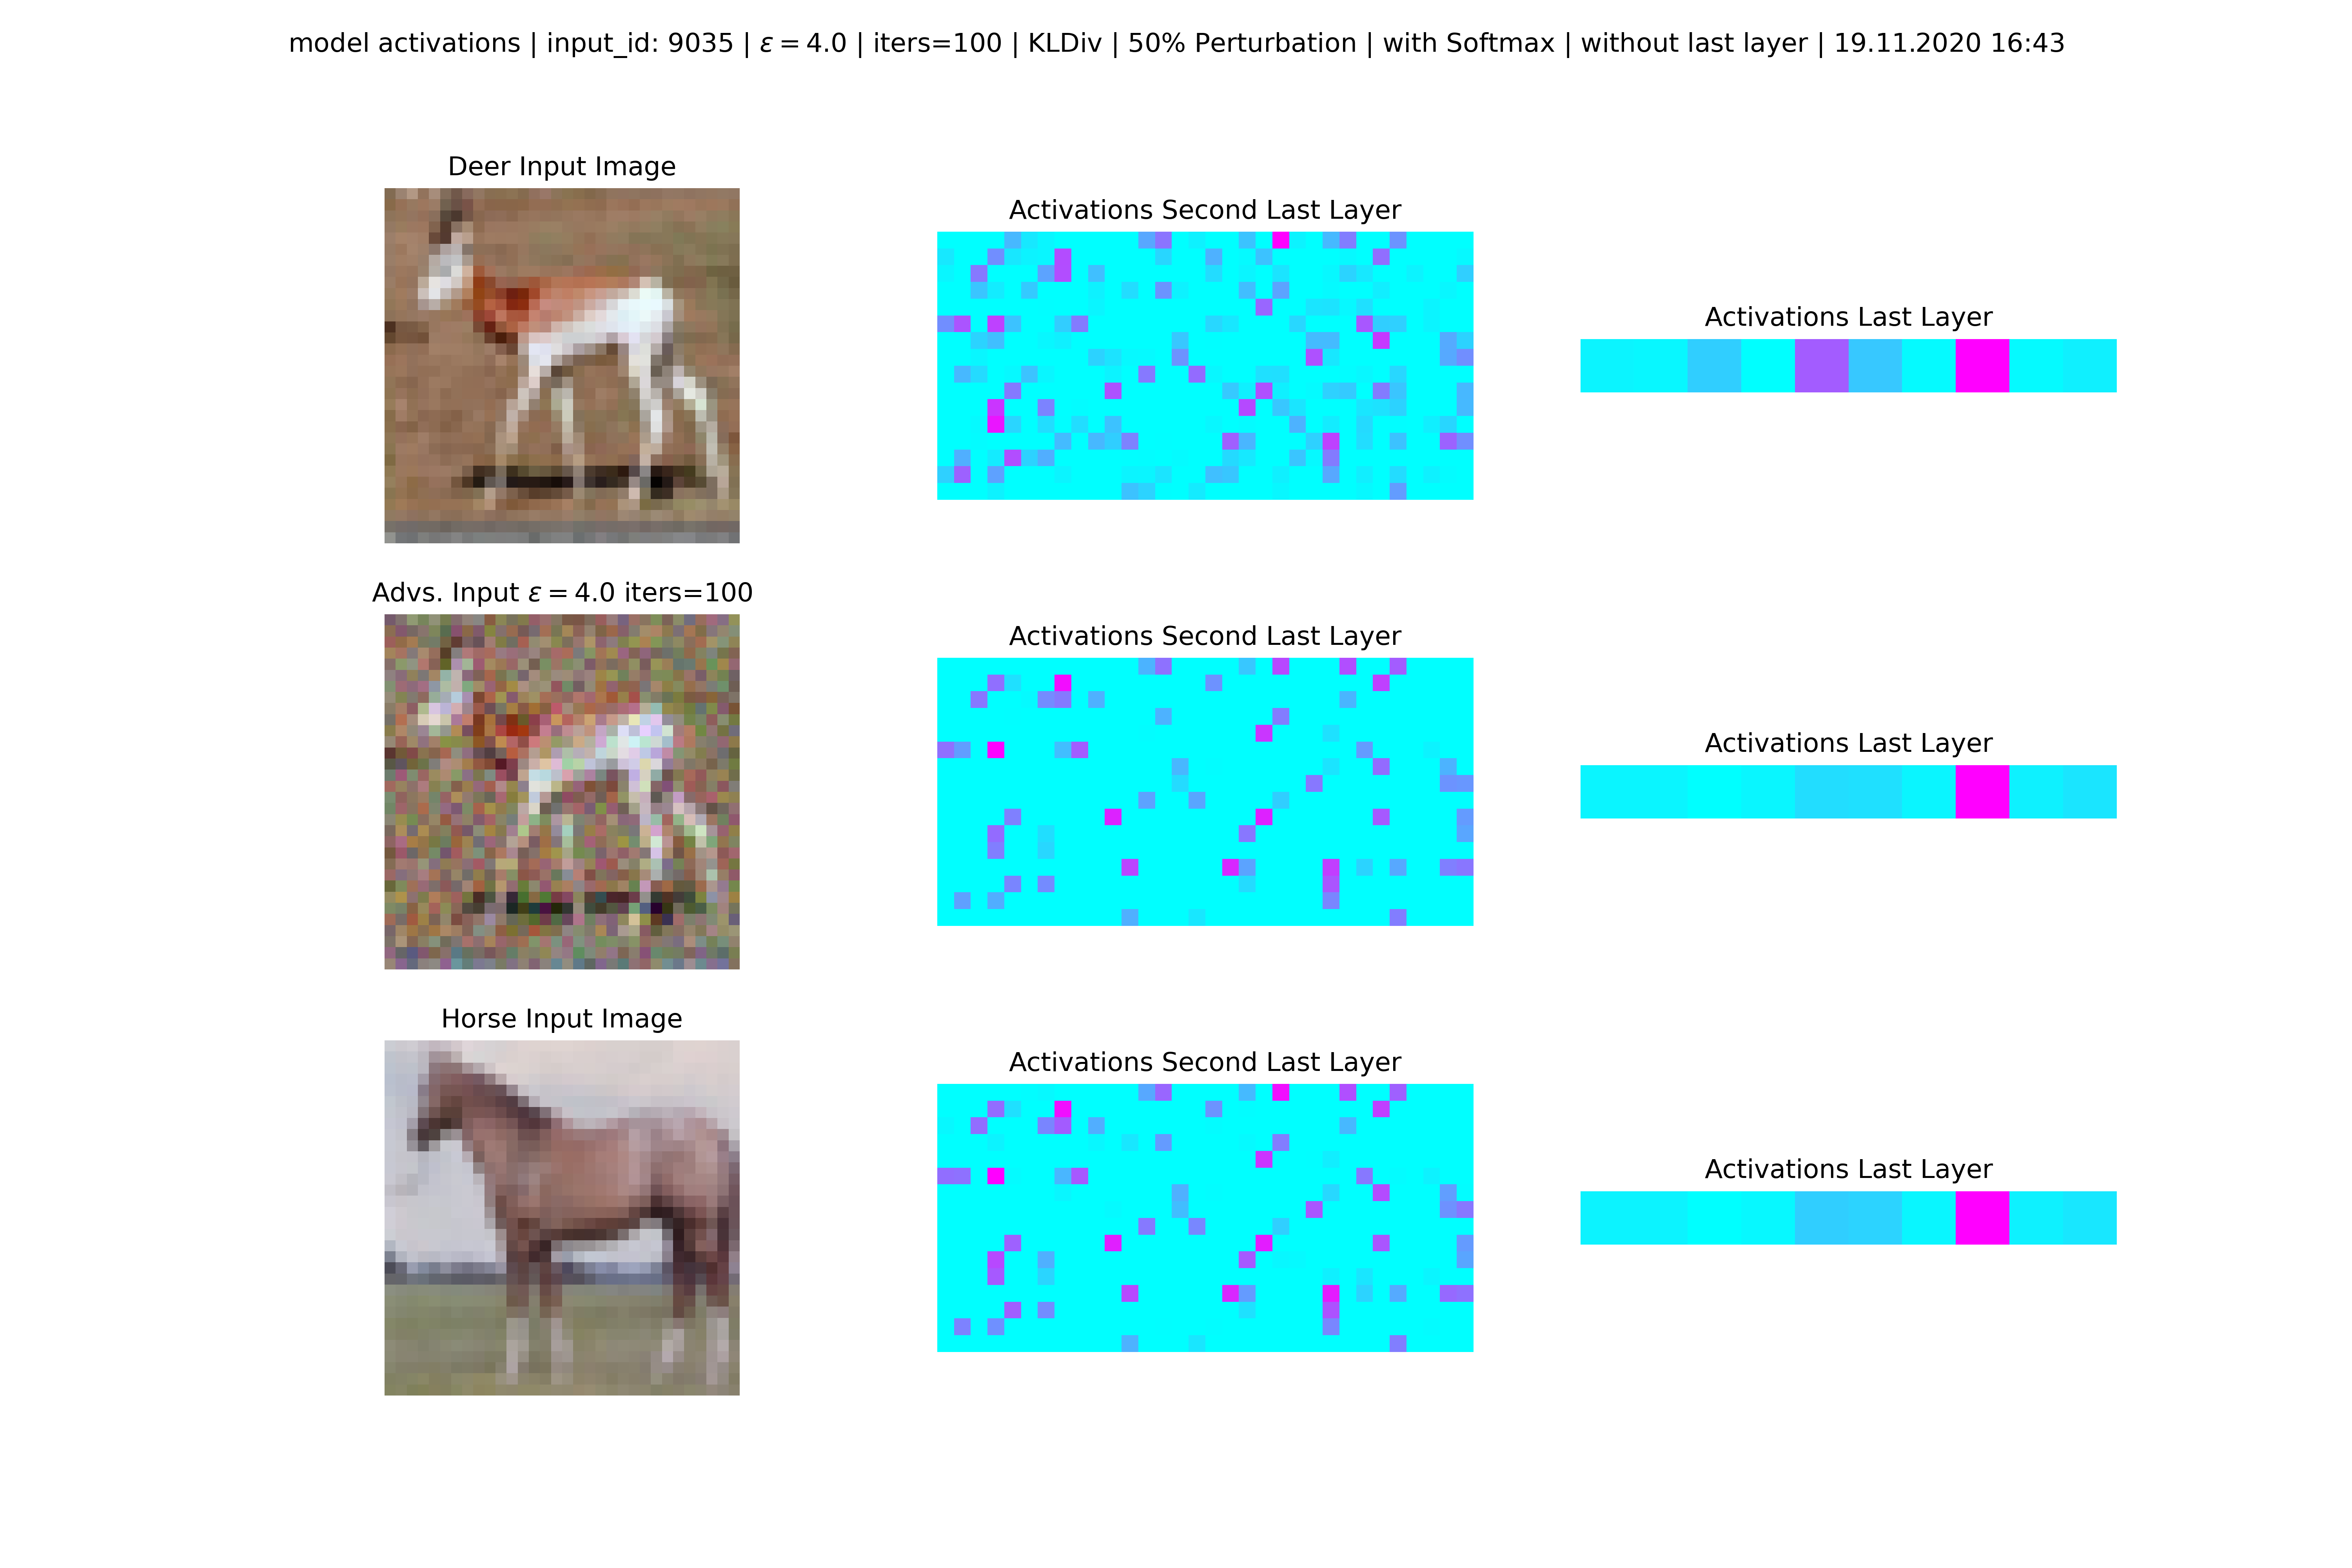 model activations | input_id: 9035 | ε = 4.0 | iters=100 | KLDiv | 50% Perturbation | with Softmax | without last layer | 19.11.2020 16:43
Deer Input Image
Activations Second Last Layer
Activations Last Layer
Advs. Input ε = 4.0 iters=100
Activations Second Last Layer
Activations Last Layer
Horse Input Image
Activations Second Last Layer
Activations Last Layer